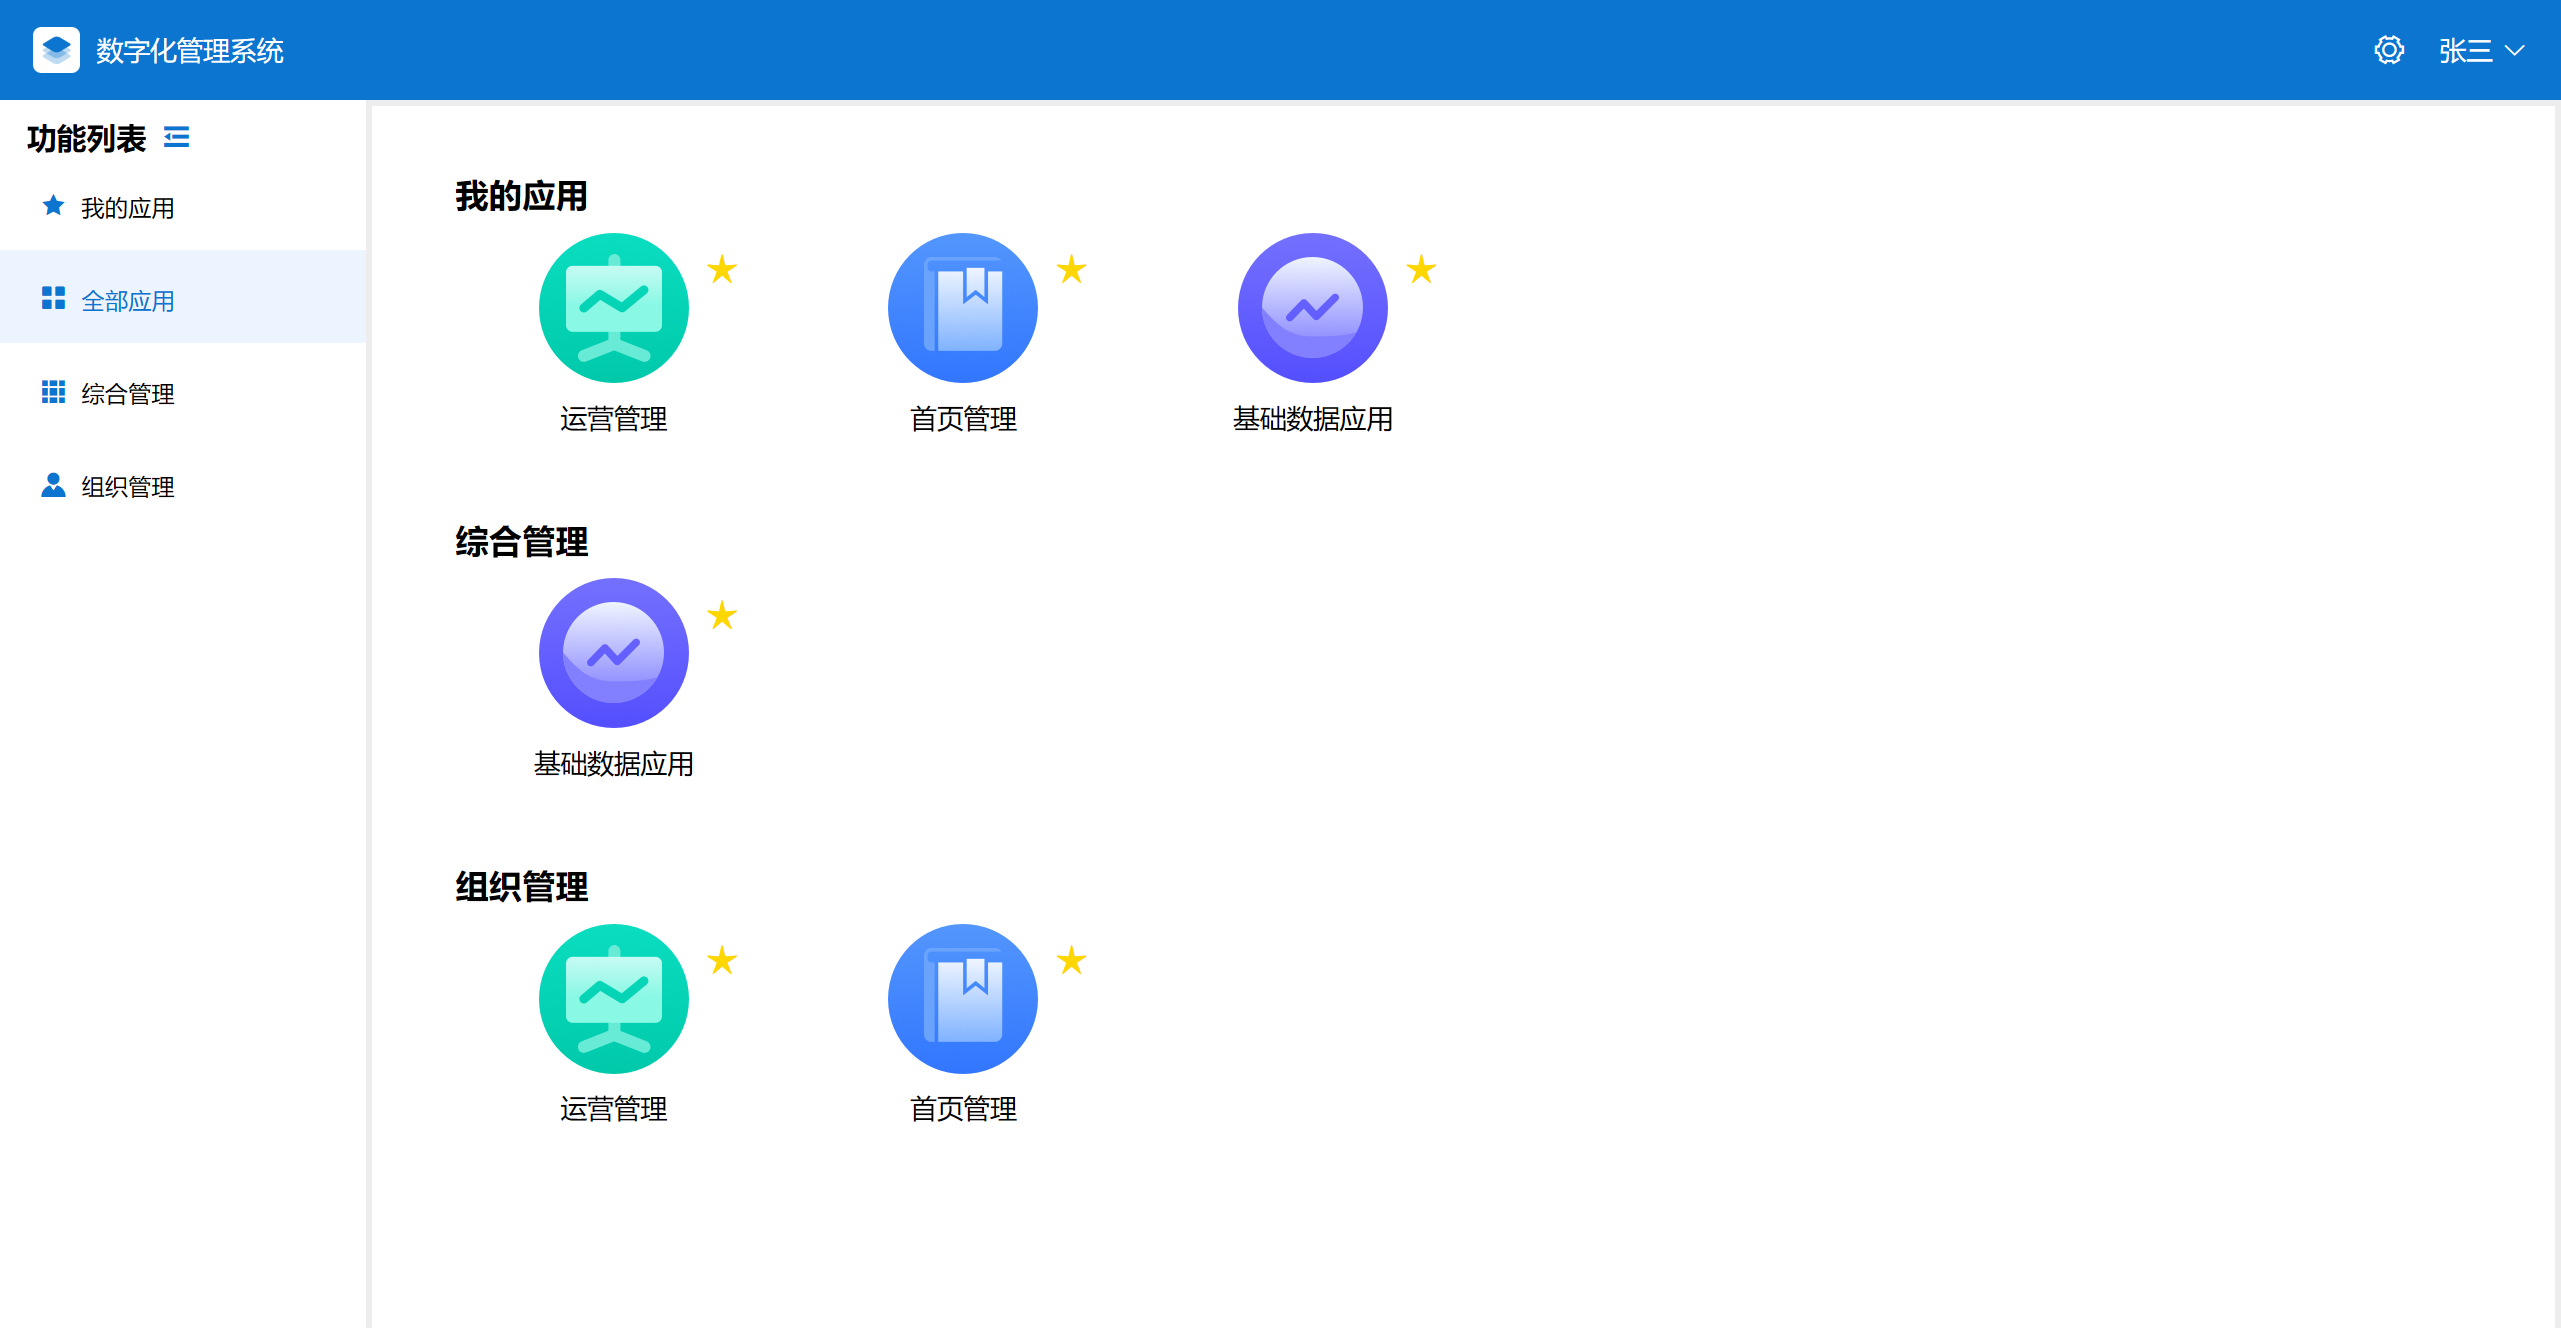 数字化管理系统
张三
功能列表
我的应用
全部应用
综合管理
组织管理
我的应用
运营管理
首页管理
基础数据应用
综合管理
基础数据应用
组织管理
运营管理
首页管理